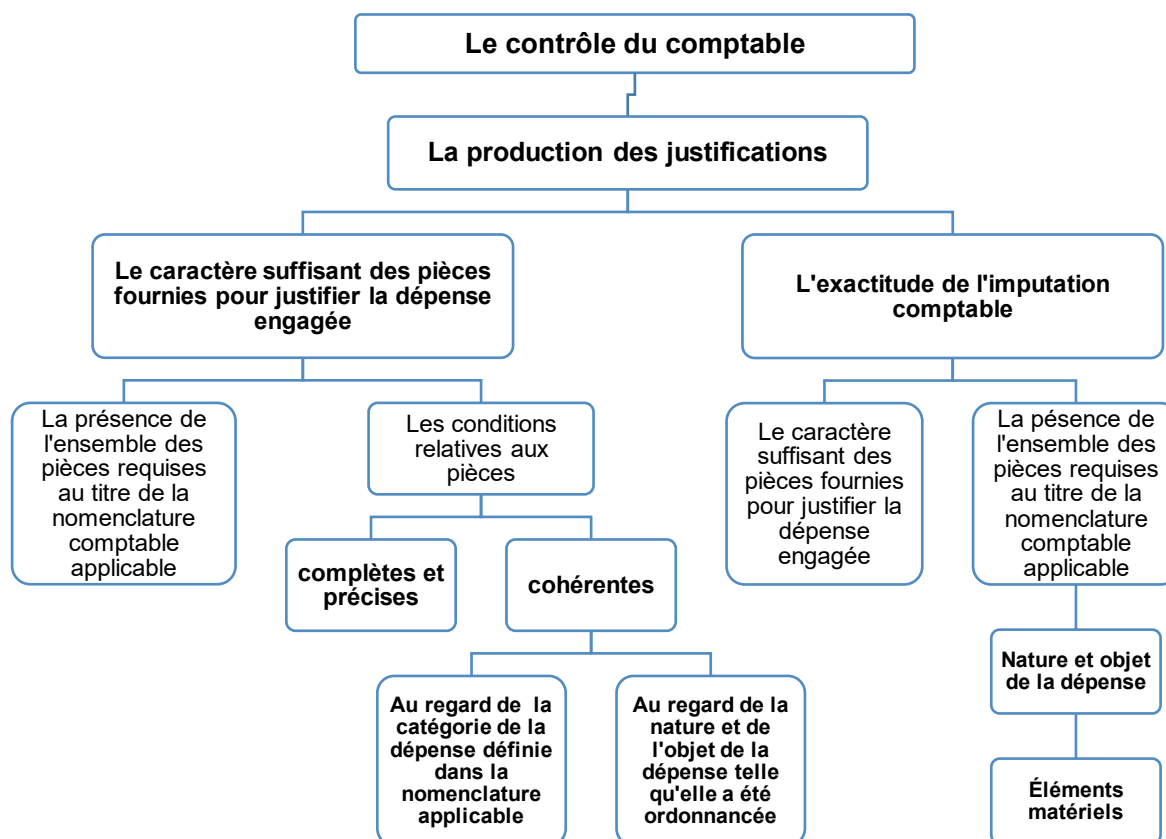 Le contrôle du comptable
La production des justifications
Le caractère suffisant des pièces
fournies pour justifier la dépense
engagée
L'exactitude de l'imputation
comptable
La présence de
l'ensemble des
pièces requises
au titre de la
nomenclature
comptable
applicable
Les conditions
relatives aux
pièces
Le caractère
suffisant des
pièces fournies
pour justifier la
dépense
engagée
La pésence de
l'ensemble des
pièces requises
au titre de la
nomenclature
comptable
applicable
complètes et
précises
cohérentes
Nature et objet
de la dépense
Au regard de la
catégorie de la
dépense définie
dans la
nomenclature
applicable
Au regard de la
nature et de
l'objet de la
dépense telle
qu'elle a été
ordonnancée
Éléments
matériels